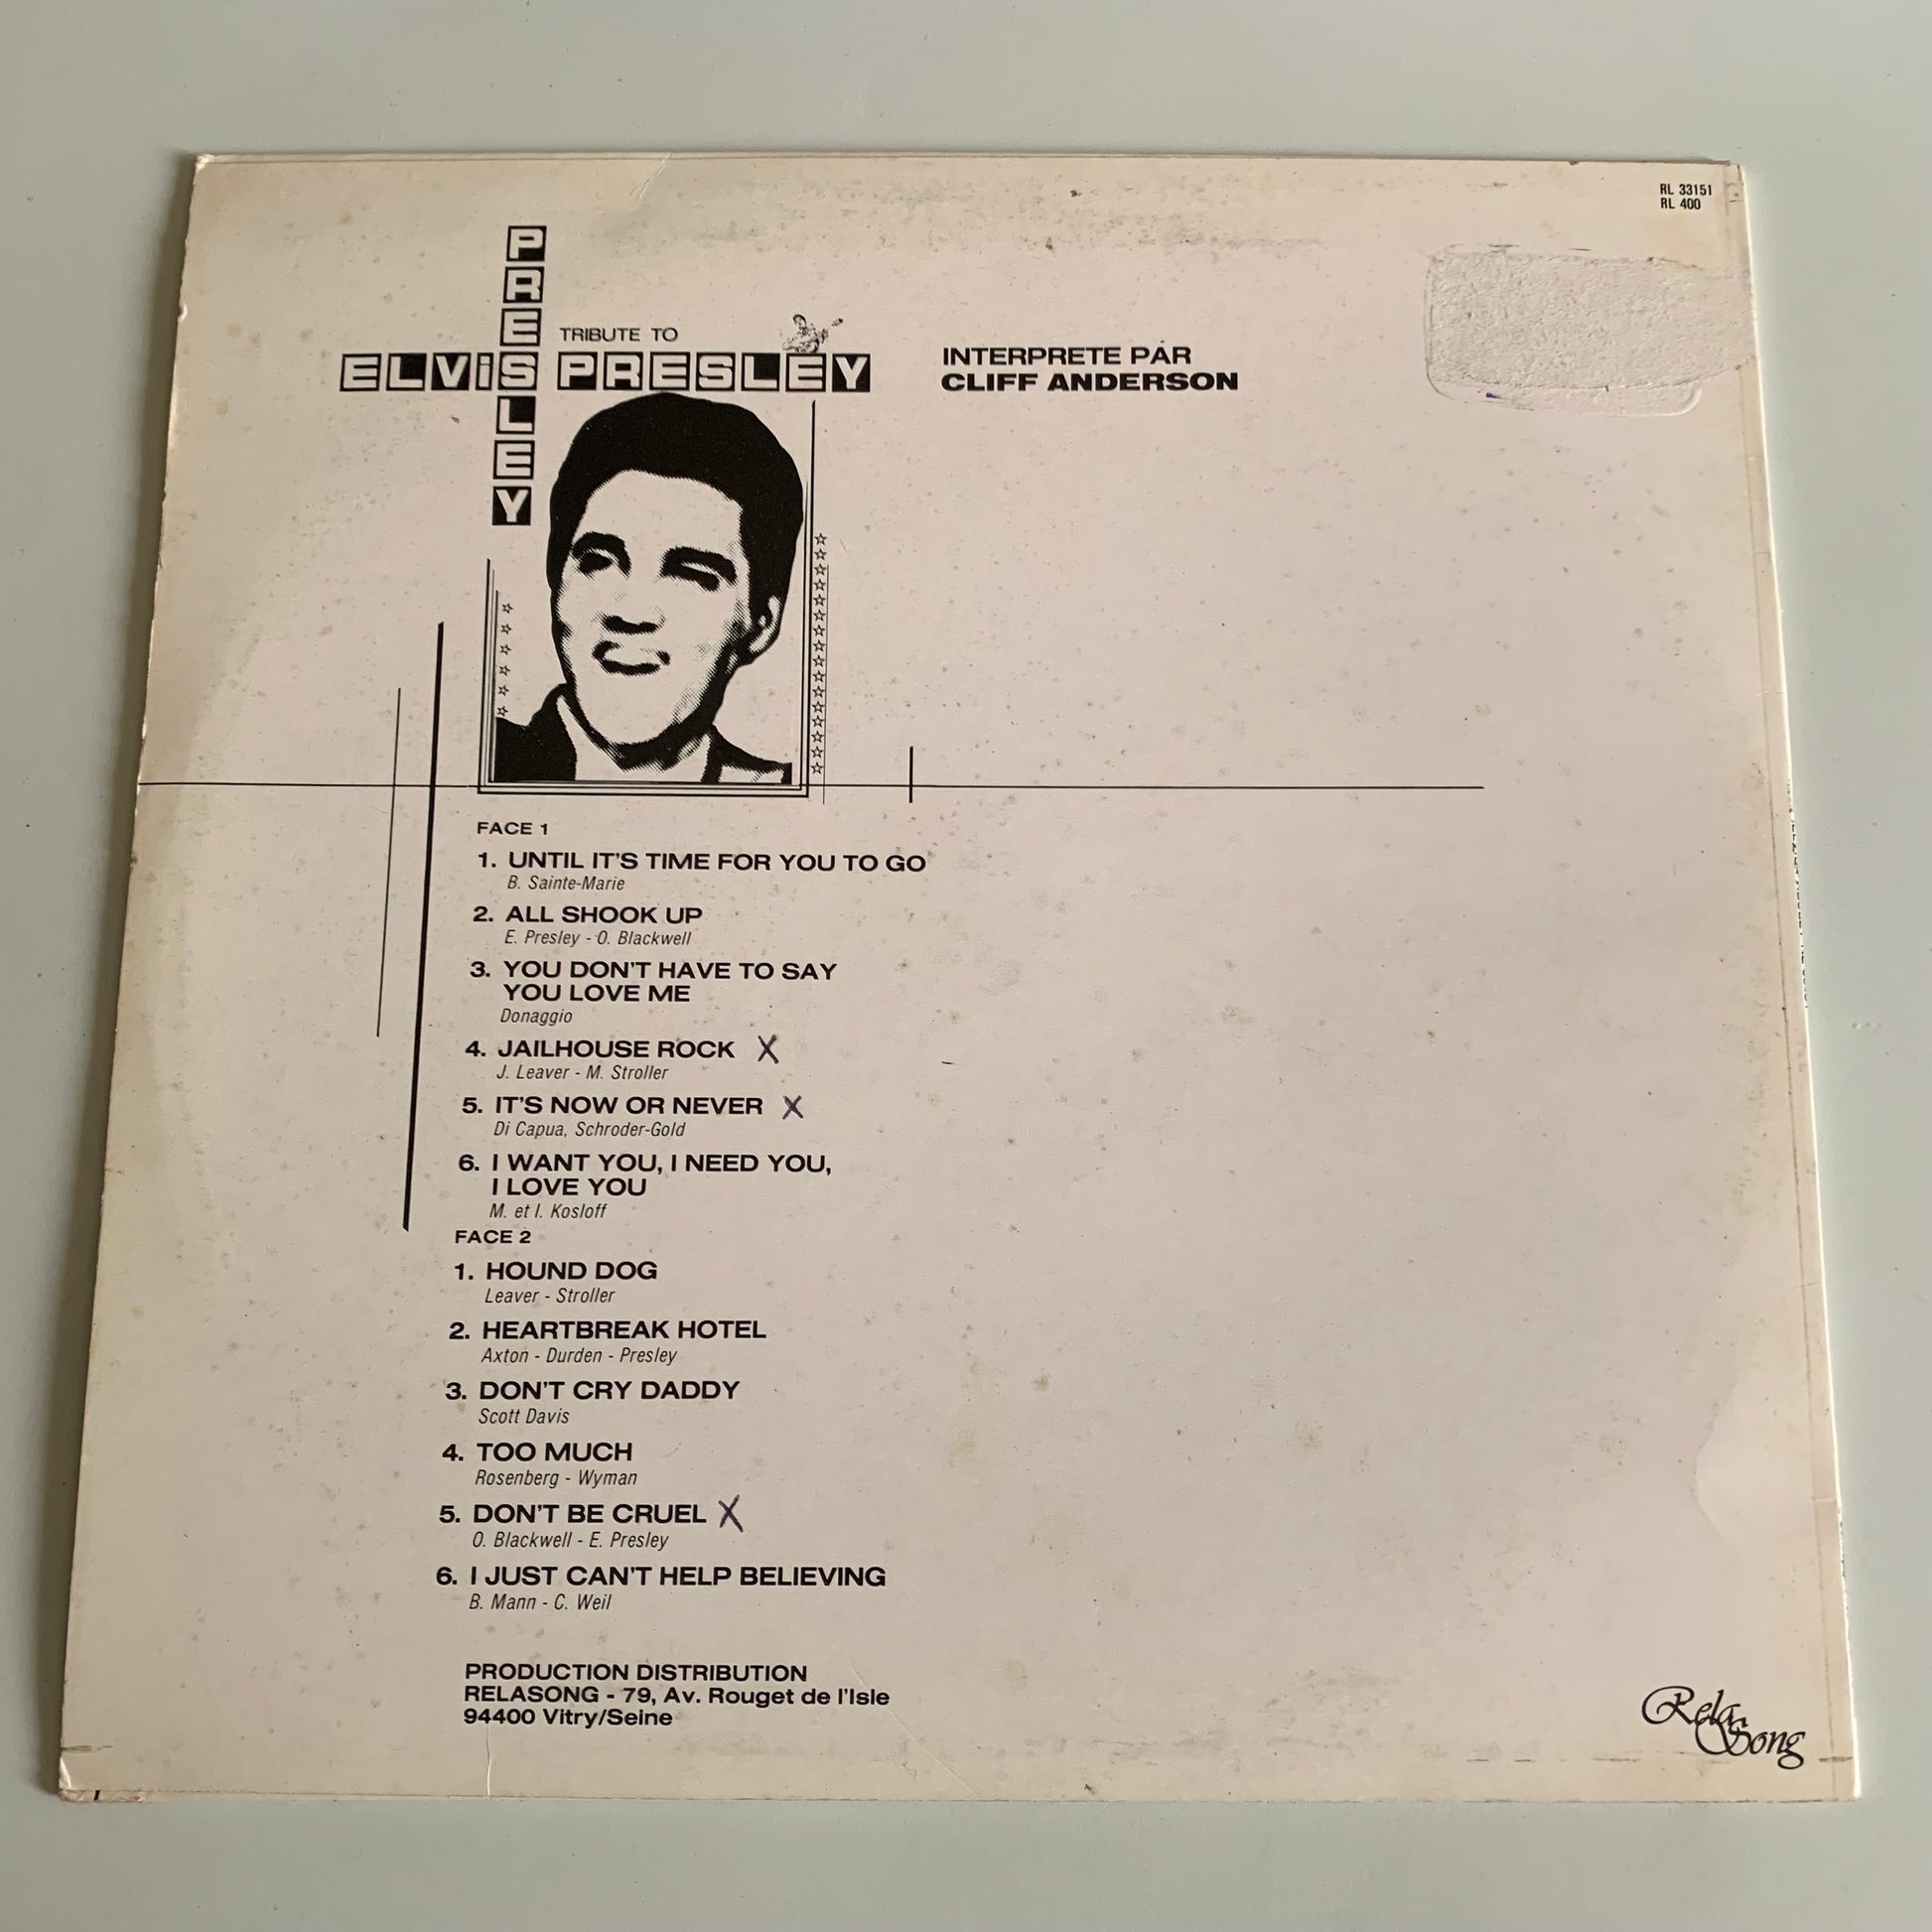 RL 33151
RL 400
PRESLEY
TRIBUTE TO
ELViS PRESLEY
INTERPRETE PAR
CLIFF ANDERSON
FACE 1
1. UNTIL IT'S TIME FOR YOU TO GO
B. Sainte-Marie
2. ALL SHOOK UP
E. Presley - O. Blackwell
3. YOU DON'T HAVE TO SAY
YOU LOVE ME
Donaggio
4. JAILHOUSE ROCK X
J. Leaver - M. Stroller
5. IT'S NOW OR NEVER X
Di Capua, Schroder-Gold
6. I WANT YOU, I NEED YOU,
I LOVE YOU
M. et I. Kosloff
FACE 2
1. HOUND DOG
Leaver - Stroller
2. HEARTBREAK HOTEL
Axton - Durden - Presley
3. DON'T CRY DADDY
Scott Davis
4. TOO MUCH
Rosenberg - Wyman
5. DON'T BE CRUEL X
O. Blackwell - E. Presley
6. I JUST CAN'T HELP BELIEVING
B. Mann - C. Weil
PRODUCTION DISTRIBUTION
RELASONG - 79, Av. Rouget de l'Isle
94400 Vitry/Seine
Rela Song